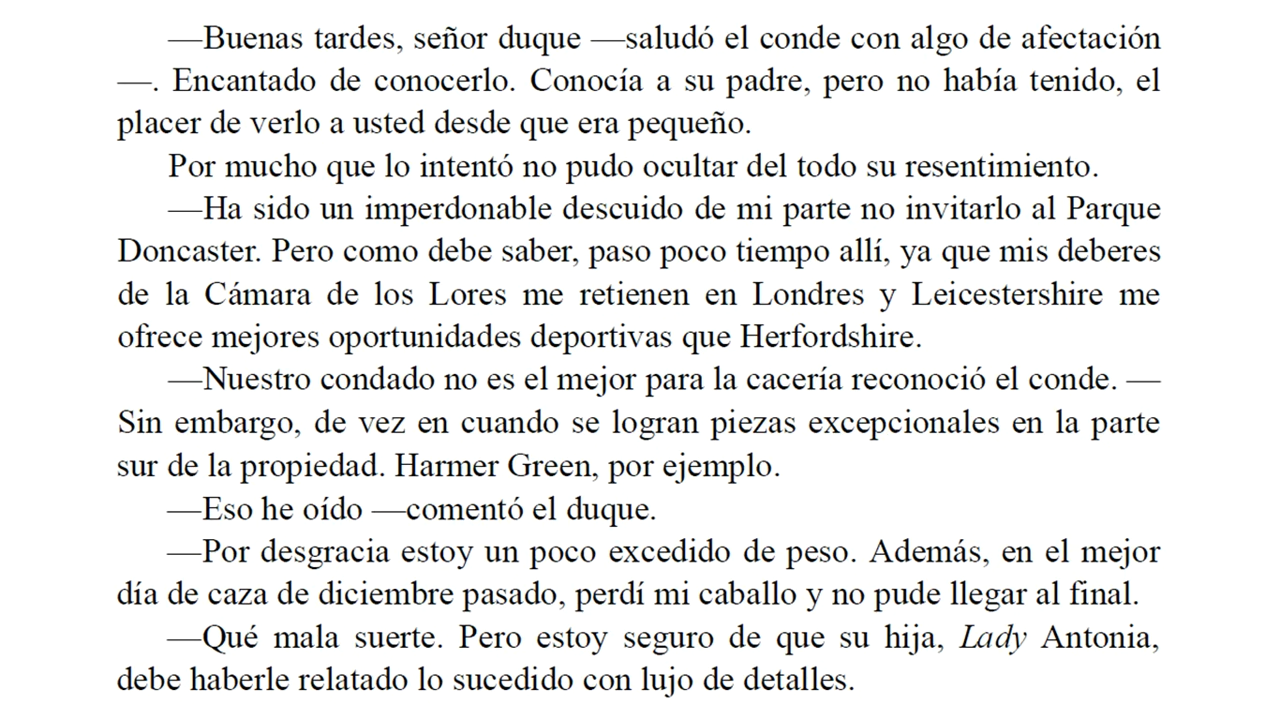 —Buenas tardes, señor duque —saludó el conde con algo de afectación
—. Encantado de conocerlo. Conocía a su padre, pero no había tenido, el
placer de verlo a usted desde que era pequeño.
Por mucho que lo intentó no pudo ocultar del todo su resentimiento.
—Ha sido un imperdonable descuido de mi parte no invitarlo al Parque
Doncaster. Pero como debe saber, paso poco tiempo allí, ya que mis deberes
de la Cámara de los Lores me retienen en Londres y Leicestershire me
ofrece mejores oportunidades deportivas que Herfordshire.
—Nuestro condado no es el mejor para la cacería reconoció el conde. —
Sin embargo, de vez en cuando se logran piezas excepcionales en la parte
sur de la propiedad. Harmer Green, por ejemplo.
—Eso he oído —comentó el duque.
—Por desgracia estoy un poco excedido de peso. Además, en el mejor
día de caza de diciembre pasado, perdí mi caballo y no pude llegar al final.
—Qué mala suerte. Pero estoy seguro de que su hija, Lady Antonia,
debe haberle relatado lo sucedido con lujo de detalles.